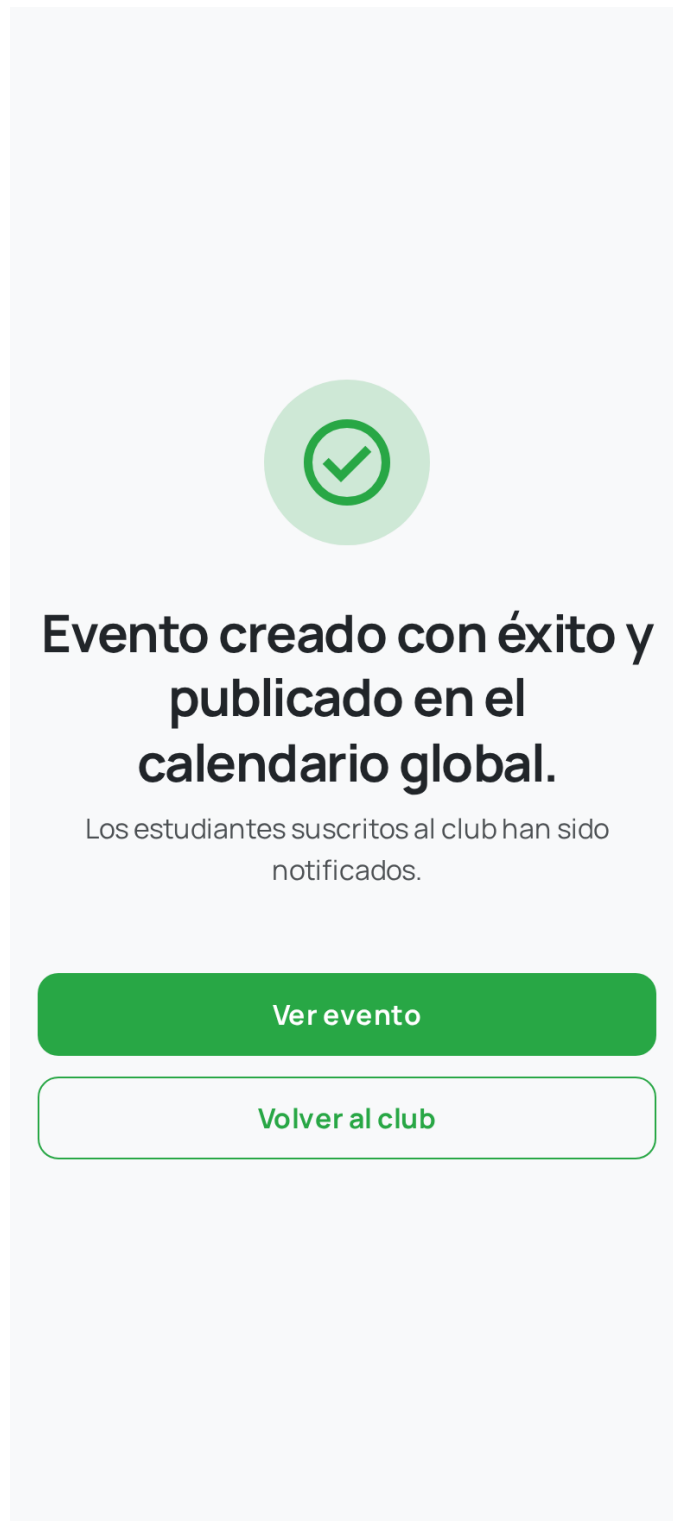 Evento creado con éxito y
publicado en el
calendario global.
Los estudiantes suscritos al club han sido
notificados.
Ver evento
Volver al club